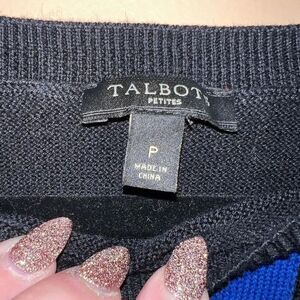 TALBOTS
PETITES
P
MADE IN
CHINA